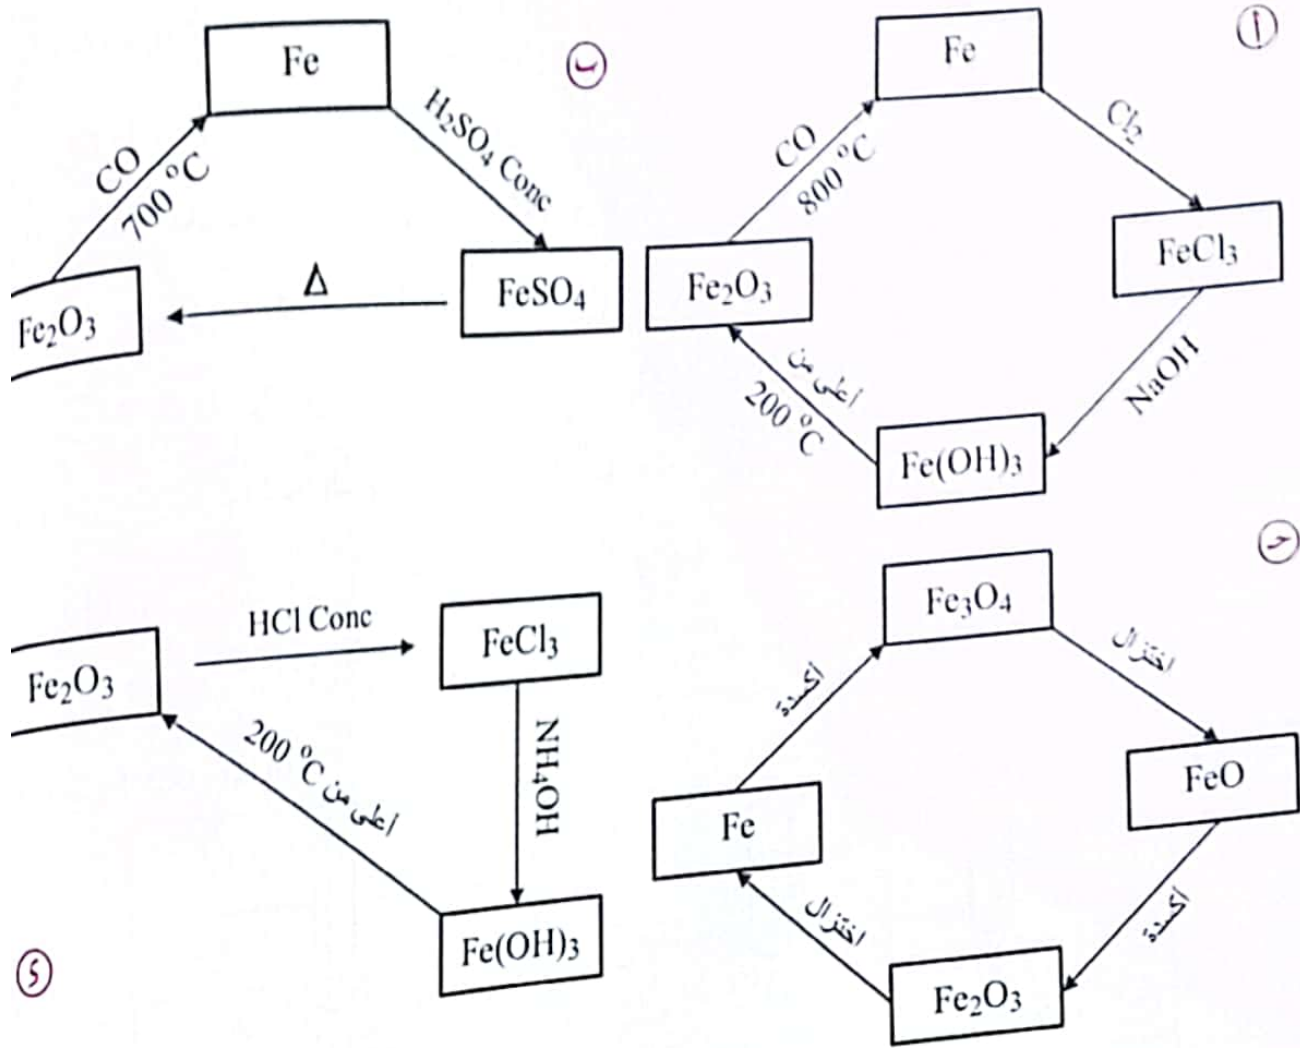 أ
Fe
Cl₂
FeCl₃
NaOH
Fe(OH)₃
أعلى من
200 °C
Fe₂O₃
CO
800 °C
ب
Fe
H₂SO₄ Conc
FeSO₄
Δ
Fe₂O₃
CO
700 °C
جـ
Fe₃O₄
اختزال
FeO
أكسدة
Fe₂O₃
اختزال
Fe
أكسدة
د
Fe₂O₃
HCl Conc
FeCl₃
NH₄OH
Fe(OH)₃
أعلى من 200 °C